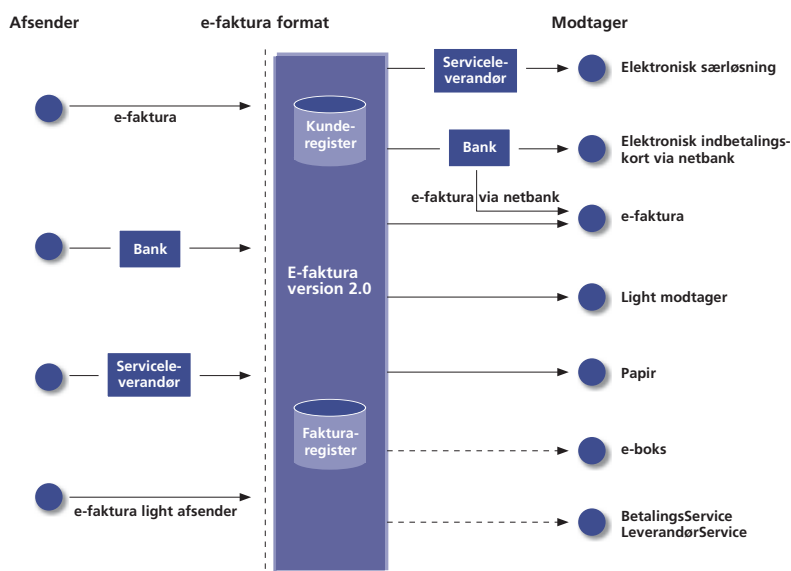 Afsender
e-faktura format
Modtager
e-faktura
Bank
Servicele-
verandør
e-faktura light afsender
Kunde-
register
E-faktura
version 2.0
Faktura-
register
Servicele-
verandør
Bank
e-faktura via netbank
Elektronisk særløsning
Elektronisk indbetalings-
kort via netbank
e-faktura
Light modtager
Papir
e-boks
BetalingsService
LeverandørService